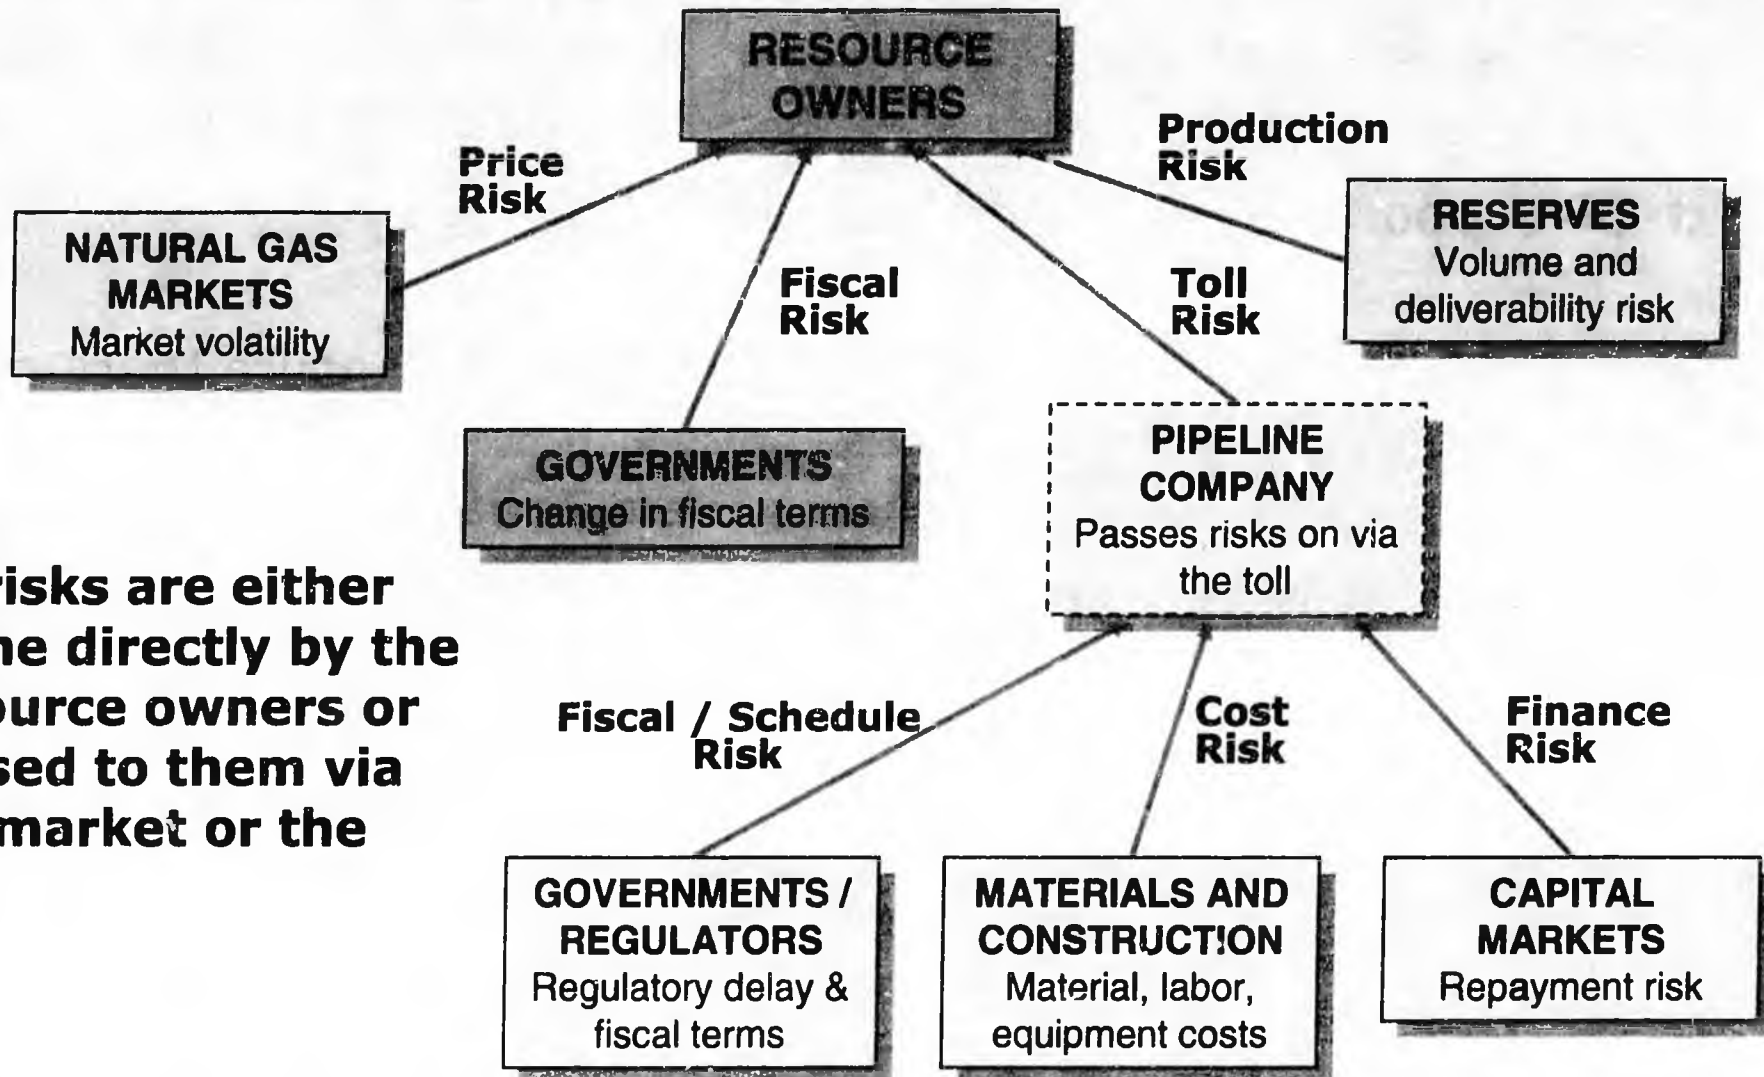 RESOURCE
OWNERS
Price
Risk
Production
Risk
NATURAL GAS
MARKETS
Market volatility
Fiscal
Risk
Toll
Risk
RESERVES
Volume and
deliverability risk
GOVERNMENTS
Change in fiscal terms
PIPELINE
COMPANY
Passes risks on via
the toll
risks are either
ne directly by the
ource owners or
sed to them via
market or the
Fiscal / Schedule
Risk
Cost
Risk
Finance
Risk
GOVERNMENTS /
REGULATORS
Regulatory delay &
fiscal terms
MATERIALS AND
CONSTRUCTION
Material, labor,
equipment costs
CAPITAL
MARKETS
Repayment risk